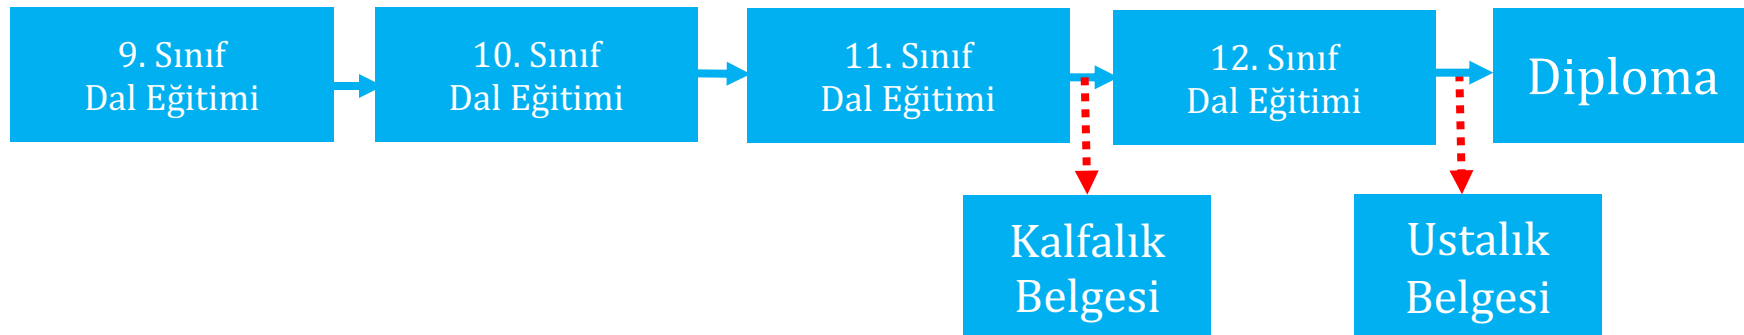 9. Sınıf
Dal Eğitimi
10. Sınıf
Dal Eğitimi
11. Sınıf
Dal Eğitimi
12. Sınıf
Dal Eğitimi
Diploma
Kalfalık
Belgesi
Ustalık
Belgesi